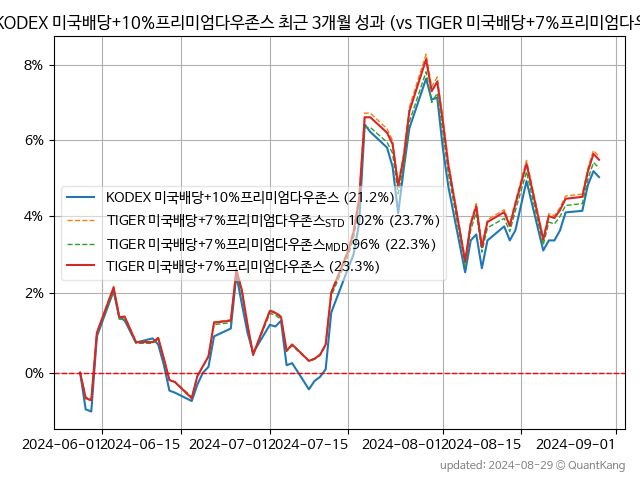 KODEX 미국배당+10%프리미엄다우존스 최근 3개월 성과 (vs TIGER 미국배당+7%프리미엄다우
8%
6%
4%
2%
0%
KODEX 미국배당+10%프리미엄다우존스 (21.2%)
TIGER 미국배당+7%프리미엄다우존스STD 102% (23.7%)
TIGER 미국배당+7%프리미엄다우존스MDD 96% (22.3%)
TIGER 미국배당+7%프리미엄다우존스 (23.3%)
2024-06-01 2024-06-15 2024-07-01 2024-07-15 2024-08-01 2024-08-15 2024-09-01
updated: 2024-08-29 © QuantKang